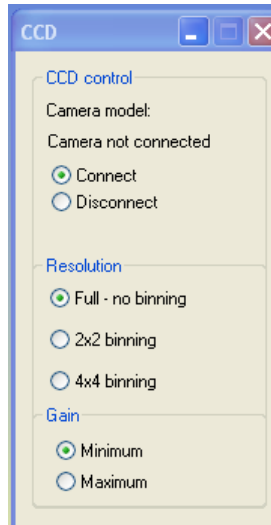 CCD
CCD control
Camera model:
Camera not connected
Connect
Disconnect
Resolution
Full - no binning
2x2 binning
4x4 binning
Gain
Minimum
Maximum